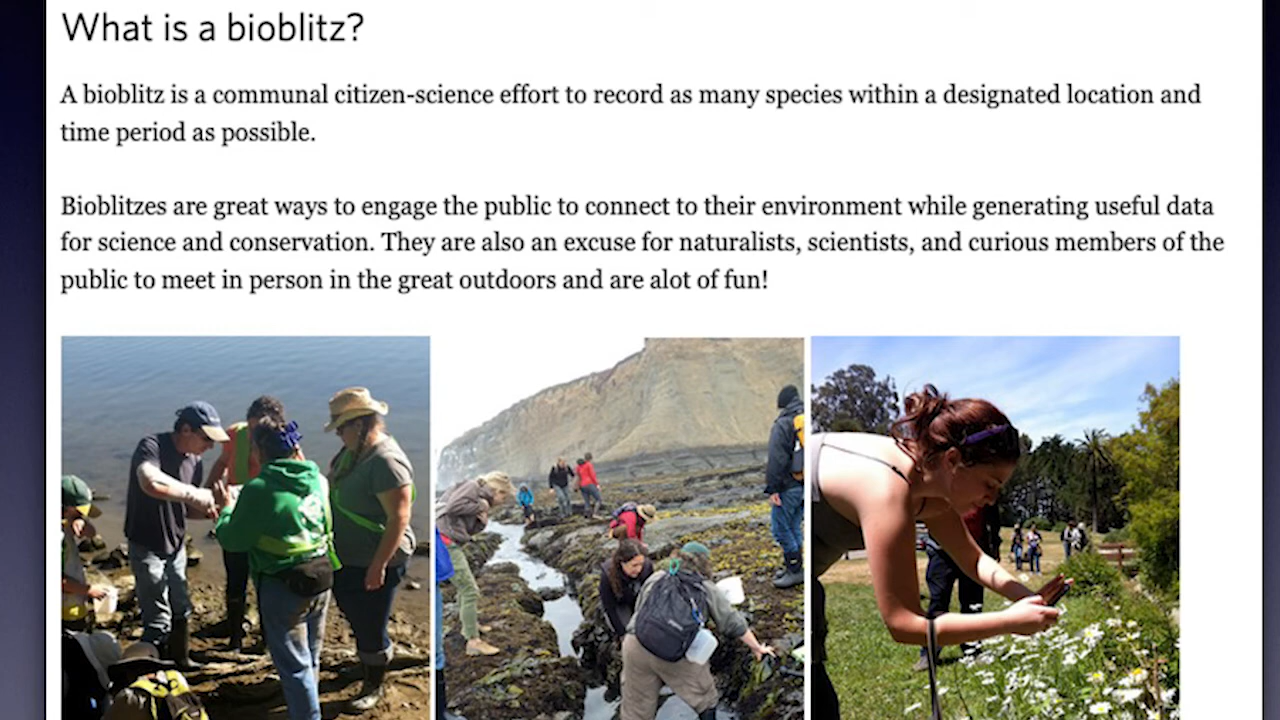 What is a bioblitz?
A bioblitz is a communal citizen-science effort to record as many species within a designated location and
time period as possible.
Bioblitzes are great ways to engage the public to connect to their environment while generating useful data
for science and conservation. They are also an excuse for naturalists, scientists, and curious members of the
public to meet in person in the great outdoors and are alot of fun!